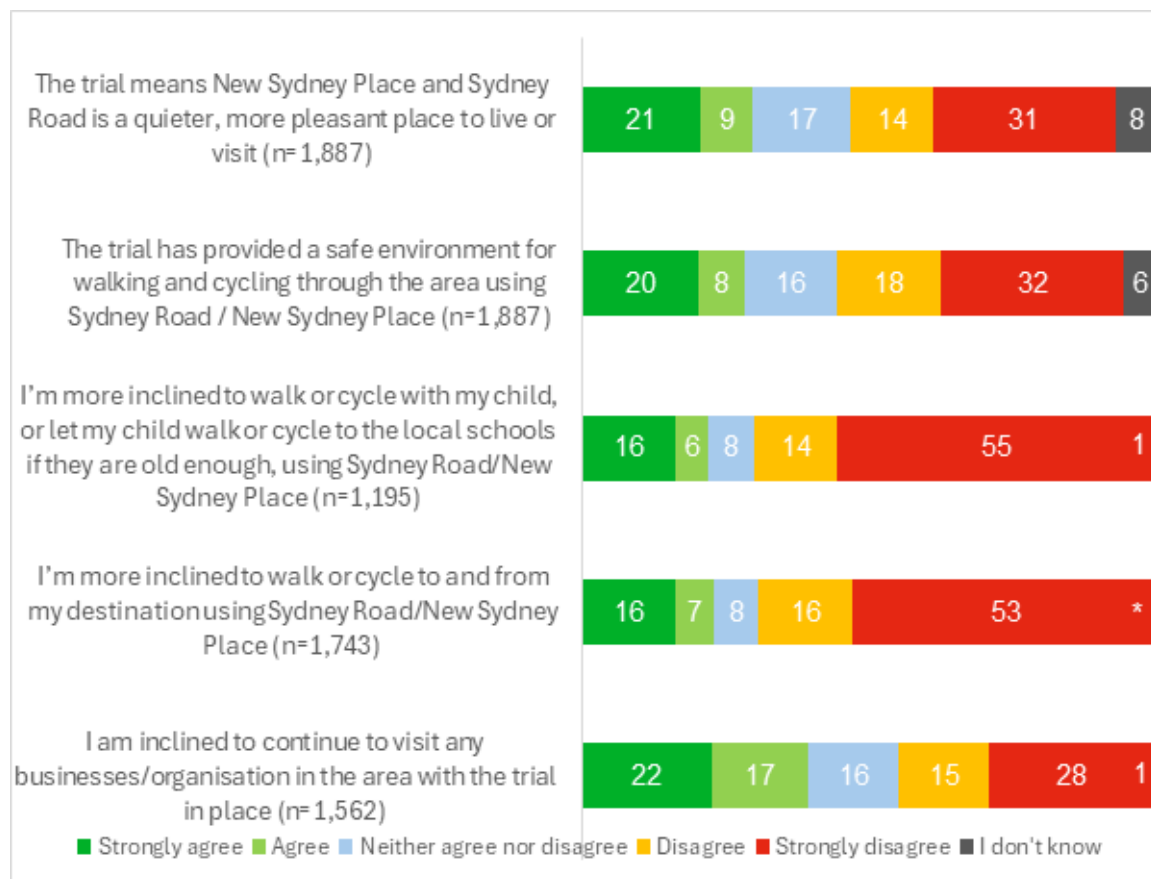 The trial means New Sydney Place and Sydney
Road is a quieter, more pleasant place to live or
visit (n=1,887)
21 9 17 14 31 8
The trial has provided a safe environment for
walking and cycling through the area using
Sydney Road / New Sydney Place (n=1,887)
20 8 16 18 32 6
I'm more inclined to walk or cycle with my child,
or let my child walk or cycle to the local schools
if they are old enough, using Sydney Road/New
Sydney Place (n=1,195)
16 6 8 14 55 1
I'm more inclined to walk or cycle to and from
my destination using Sydney Road/New Sydney
Place (n=1,743)
16 7 8 16 53 *
I am inclined to continue to visit any
businesses/organisation in the area with the trial
in place (n=1,562)
22 17 16 15 28 1
Strongly agree Agree Neither agree nor disagree Disagree Strongly disagree I don't know